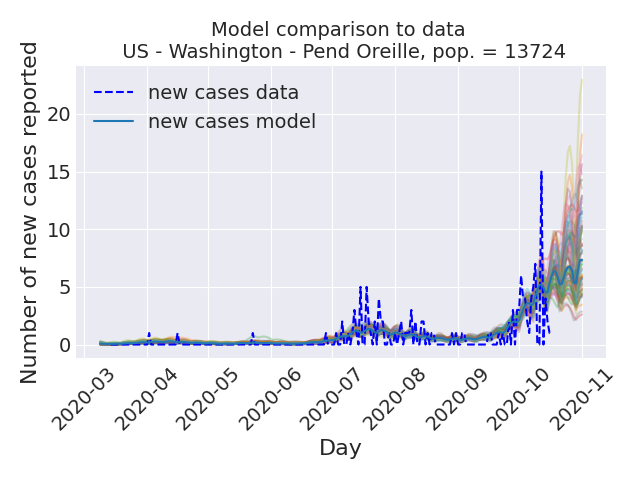 Model comparison to data
US - Washington - Pend Oreille, pop. = 13724
Number of new cases reported
20
15
10
5
0
new cases data
new cases model
2020-03
2020-04
2020-05
2020-06
2020-07
2020-08
2020-09
2020-10
2020-11
Day